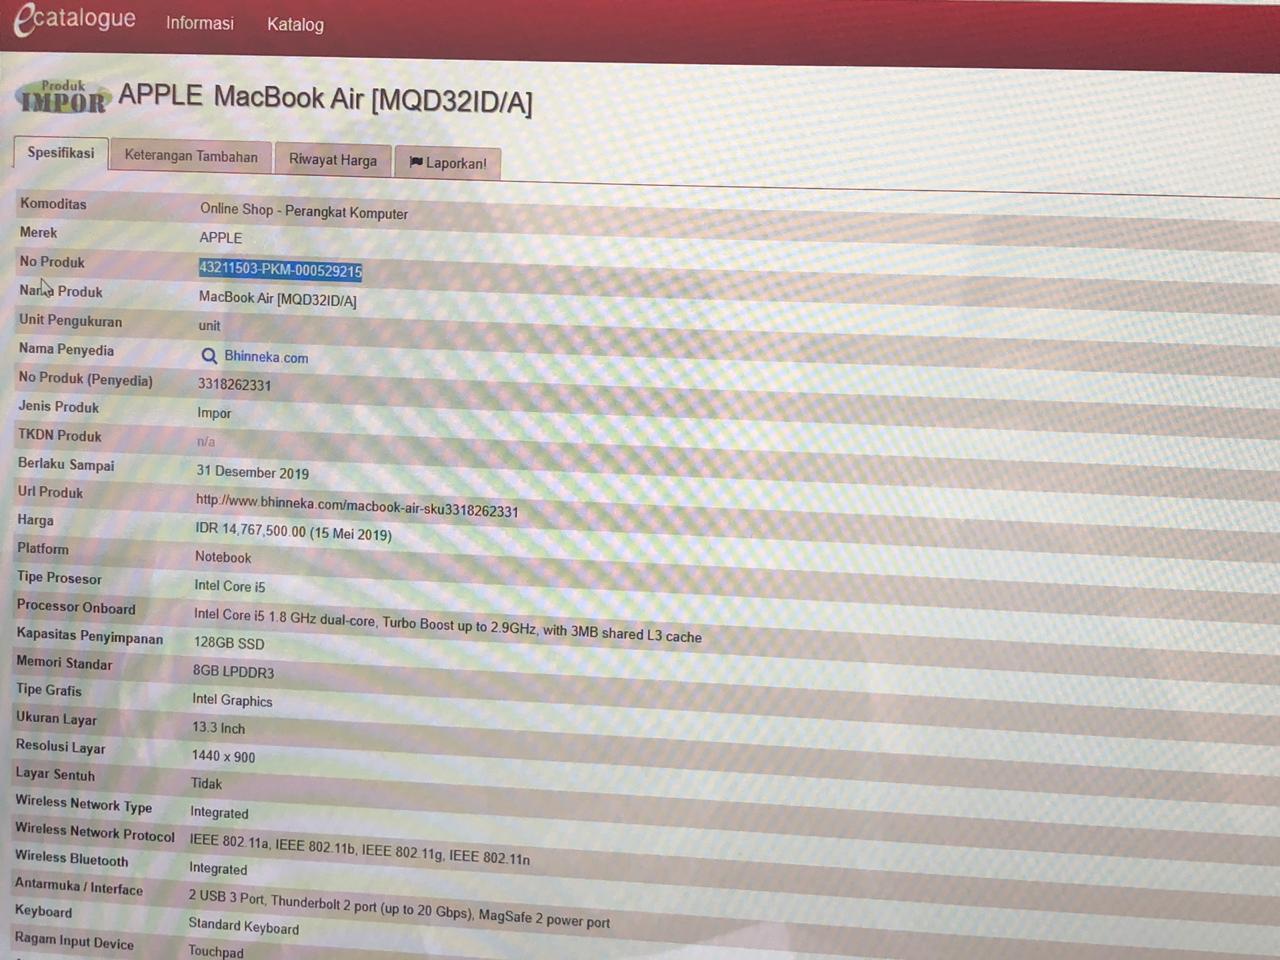 ecatalogue Informasi Katalog
Produk IMPOR APPLE MacBook Air [MQD32ID/A]
Spesifikasi Keterangan Tambahan Riwayat Harga Laporkan!
Komoditas Online Shop - Perangkat Komputer
Merek APPLE
No Produk 43211503-PKM-000529215
Nama Produk MacBook Air [MQD32ID/A]
Unit Pengukuran unit
Nama Penyedia Bhinneka.com
No Produk (Penyedia) 3318262331
Jenis Produk Impor
TKDN Produk n/a
Berlaku Sampai 31 Desember 2019
Url Produk http://www.bhinneka.com/macbook-air-sku3318262331
Harga IDR 14,767,500.00 (15 Mei 2019)
Platform Notebook
Tipe Prosesor Intel Core i5
Processor Onboard Intel Core i5 1.8 GHz dual-core, Turbo Boost up to 2.9GHz, with 3MB shared L3 cache
Kapasitas Penyimpanan 128GB SSD
Memori Standar 8GB LPDDR3
Tipe Grafis Intel Graphics
Ukuran Layar 13.3 Inch
Resolusi Layar 1440 x 900
Layar Sentuh Tidak
Wireless Network Type Integrated
Wireless Network Protocol IEEE 802.11a, IEEE 802.11b, IEEE 802.11g, IEEE 802.11n
Wireless Bluetooth Integrated
Antarmuka / Interface 2 USB 3 Port, Thunderbolt 2 port (up to 20 Gbps), MagSafe 2 power port
Keyboard Standard Keyboard
Ragam Input Device Touchpad